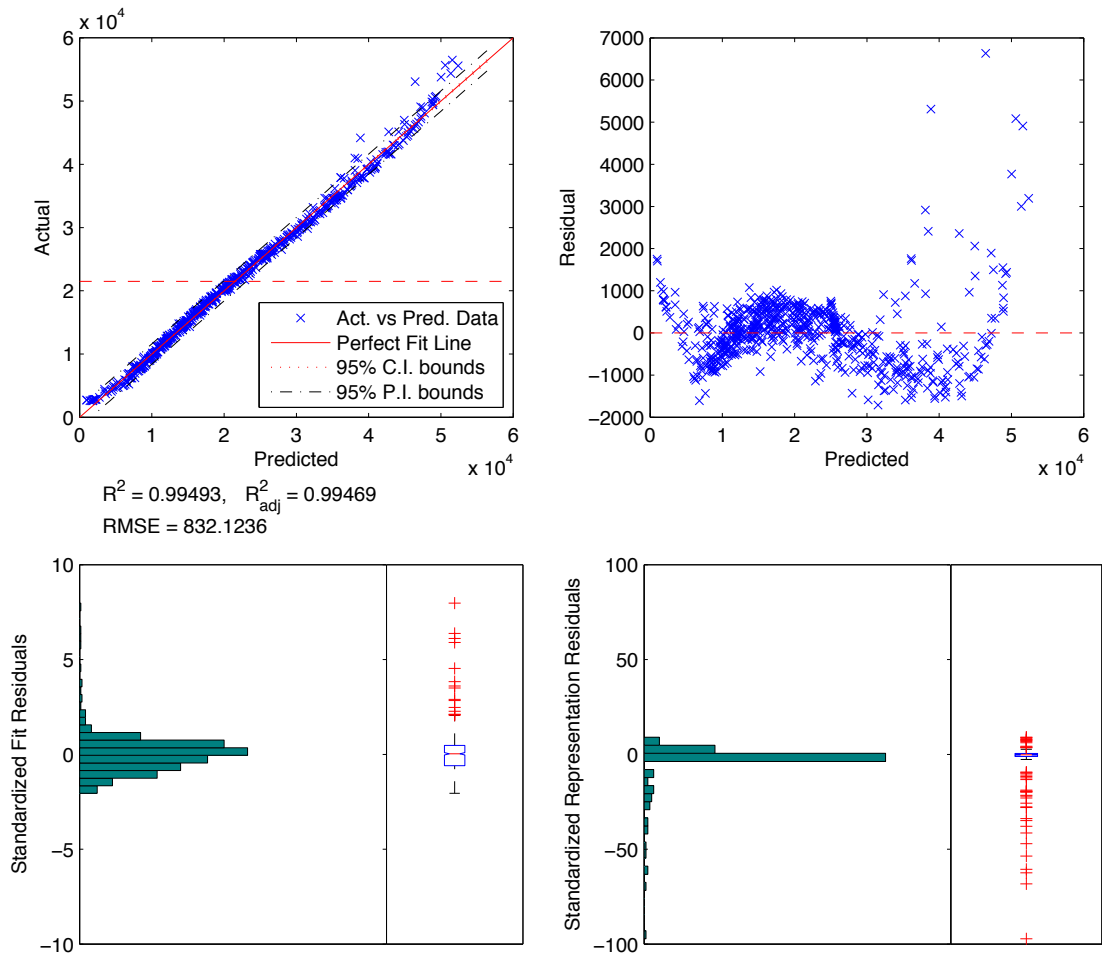 x 10^4
6
5
4
3
2
1
0
Actual
0 1 2 3 4 5 6
Predicted
x 10^4
× Act. vs Pred. Data
Perfect Fit Line
95% C.I. bounds
95% P.I. bounds
R^2 = 0.99493, R^2_adj = 0.99469
RMSE = 832.1236
7000
6000
5000
4000
3000
2000
1000
0
−1000
−2000
Residual
0 1 2 3 4 5 6
Predicted
x 10^4
10
5
0
−5
−10
Standardized Fit Residuals
100
50
0
−50
−100
Standardized Representation Residuals